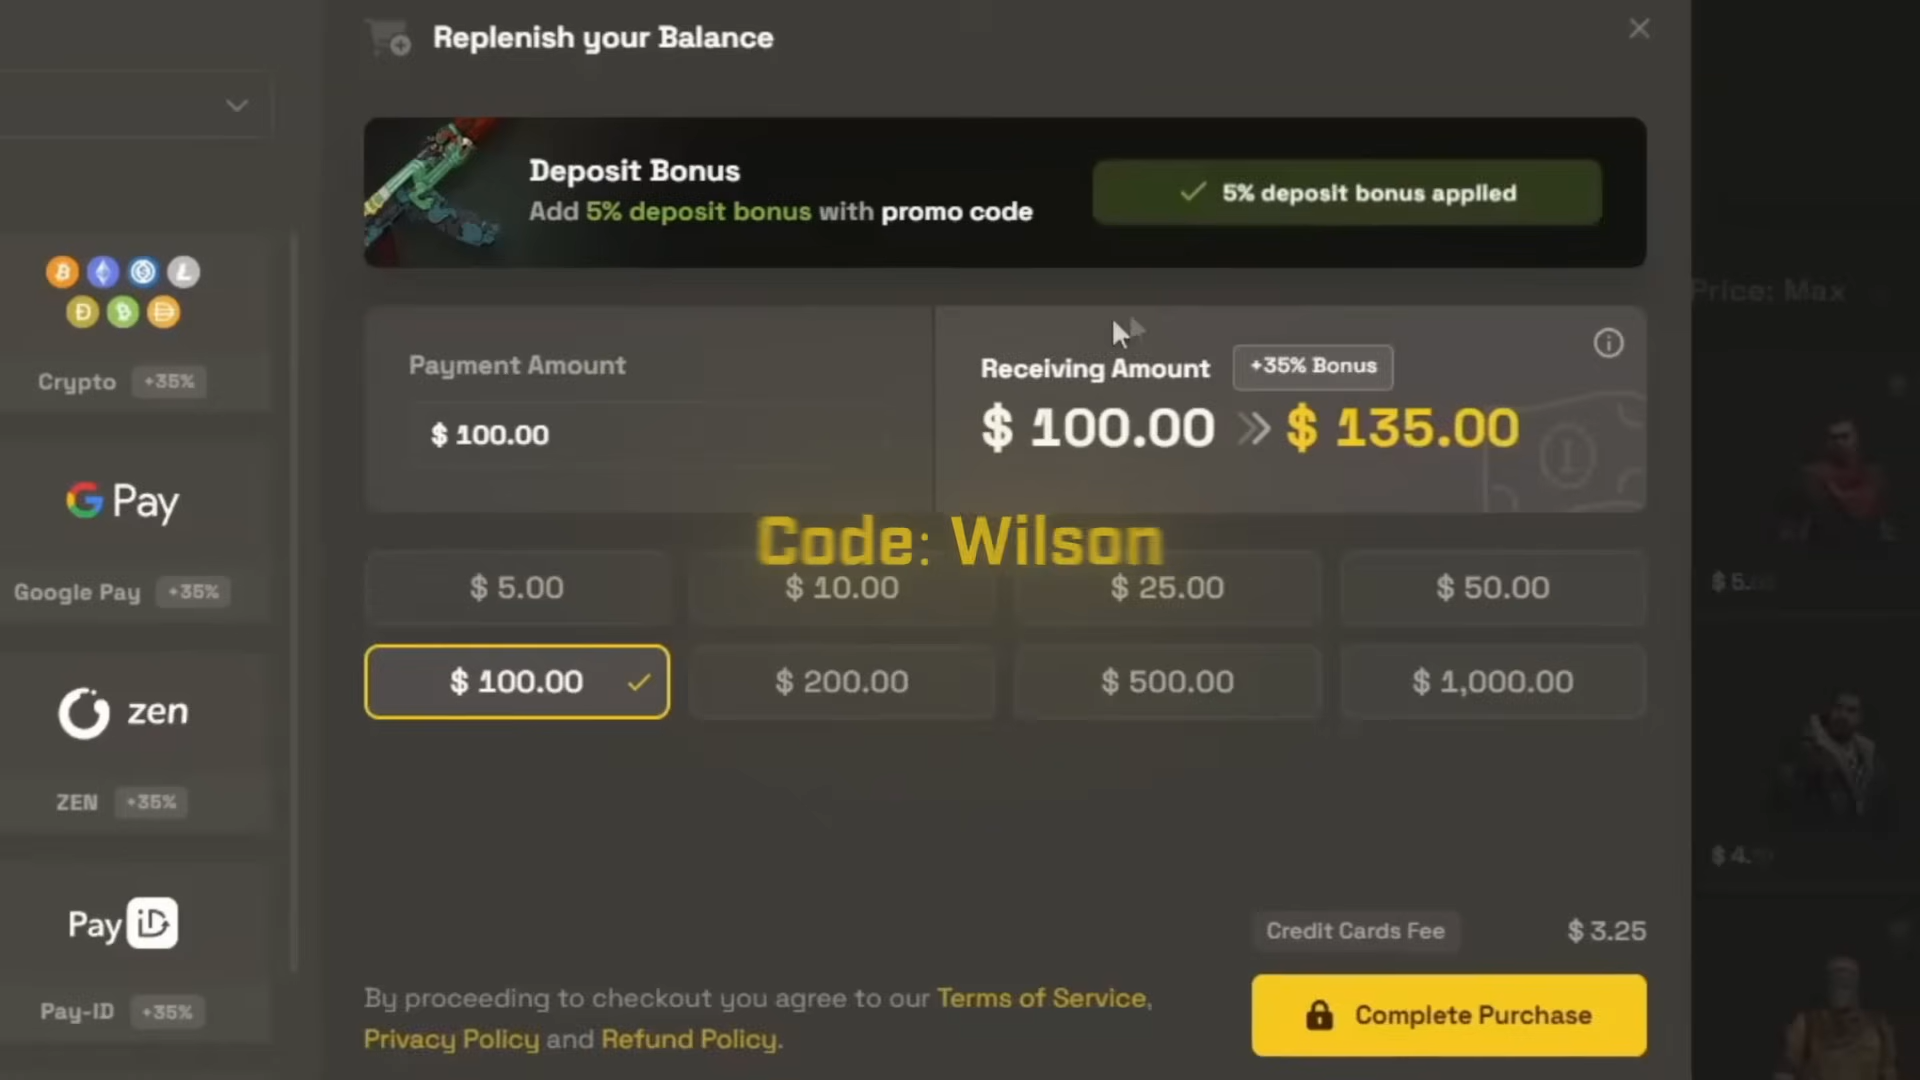 Replenish your Balance
Deposit Bonus
Add 5% deposit bonus with promo code
5% deposit bonus applied
Price: Max
Crypto +35%
Payment Amount
$ 100.00
Receiving Amount +35% Bonus
$ 100.00 $ 135.00
G Pay
Google Pay +35%
Code: Wilson
$ 5.00
$ 10.00
$ 25.00
$ 50.00
$ 100.00
$ 200.00
$ 500.00
$ 1,000.00
zen
ZEN +35%
Pay iD
Pay-ID +35%
Credit Cards Fee $ 3.25
By proceeding to checkout you agree to our Terms of Service,
Privacy Policy and Refund Policy.
Complete Purchase